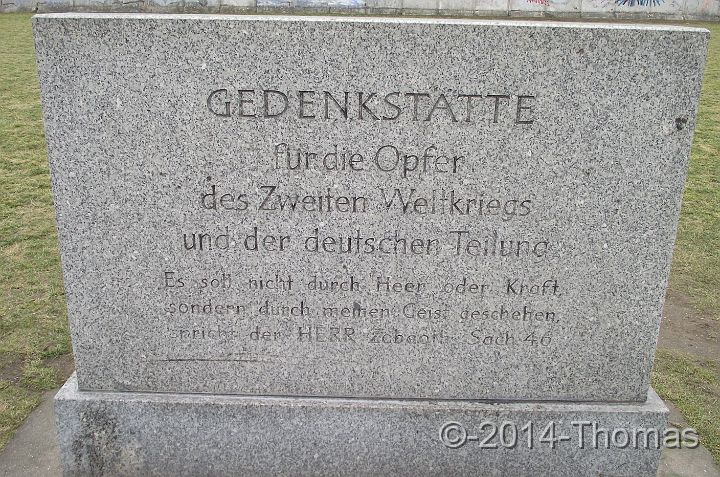 GEDENKSTÄTTE
für die Opfer
des Zweiten Weltkriegs
und der deutschen Teilung
Es soll nicht durch Heer oder Kraft,
sondern durch meinen Geist geschehen,
spricht der HERR Zebaoth. Sach 4,6
©-2014-Thomas